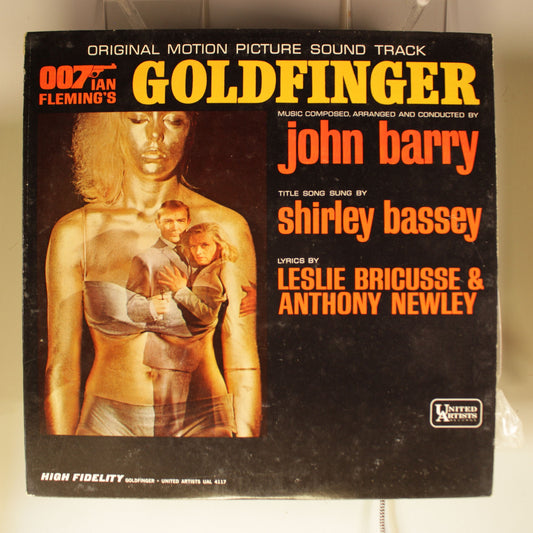 ORIGINAL MOTION PICTURE SOUND TRACK
007 IAN
FLEMING'S
GOLDFINGER
MUSIC COMPOSED, ARRANGED AND CONDUCTED BY
john barry
TITLE SONG SUNG BY
shirley bassey
LYRICS BY
LESLIE BRICUSSE &
ANTHONY NEWLEY
UNITED
ARTISTS
RECORDS
HIGH FIDELITY GOLDFINGER • UNITED ARTISTS UAL 4117